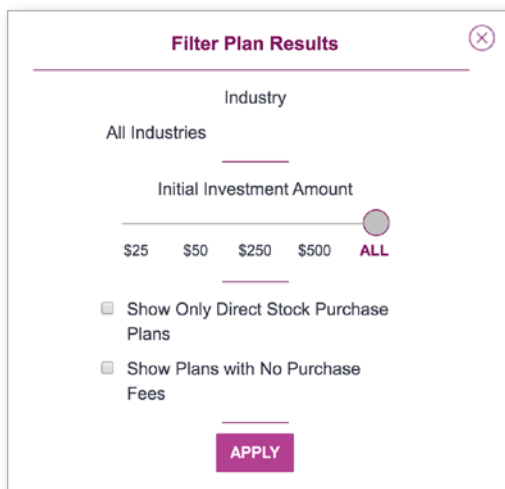 Filter Plan Results
Industry
All Industries
Initial Investment Amount
$25 $50 $250 $500 ALL
Show Only Direct Stock Purchase
Plans
Show Plans with No Purchase
Fees
APPLY